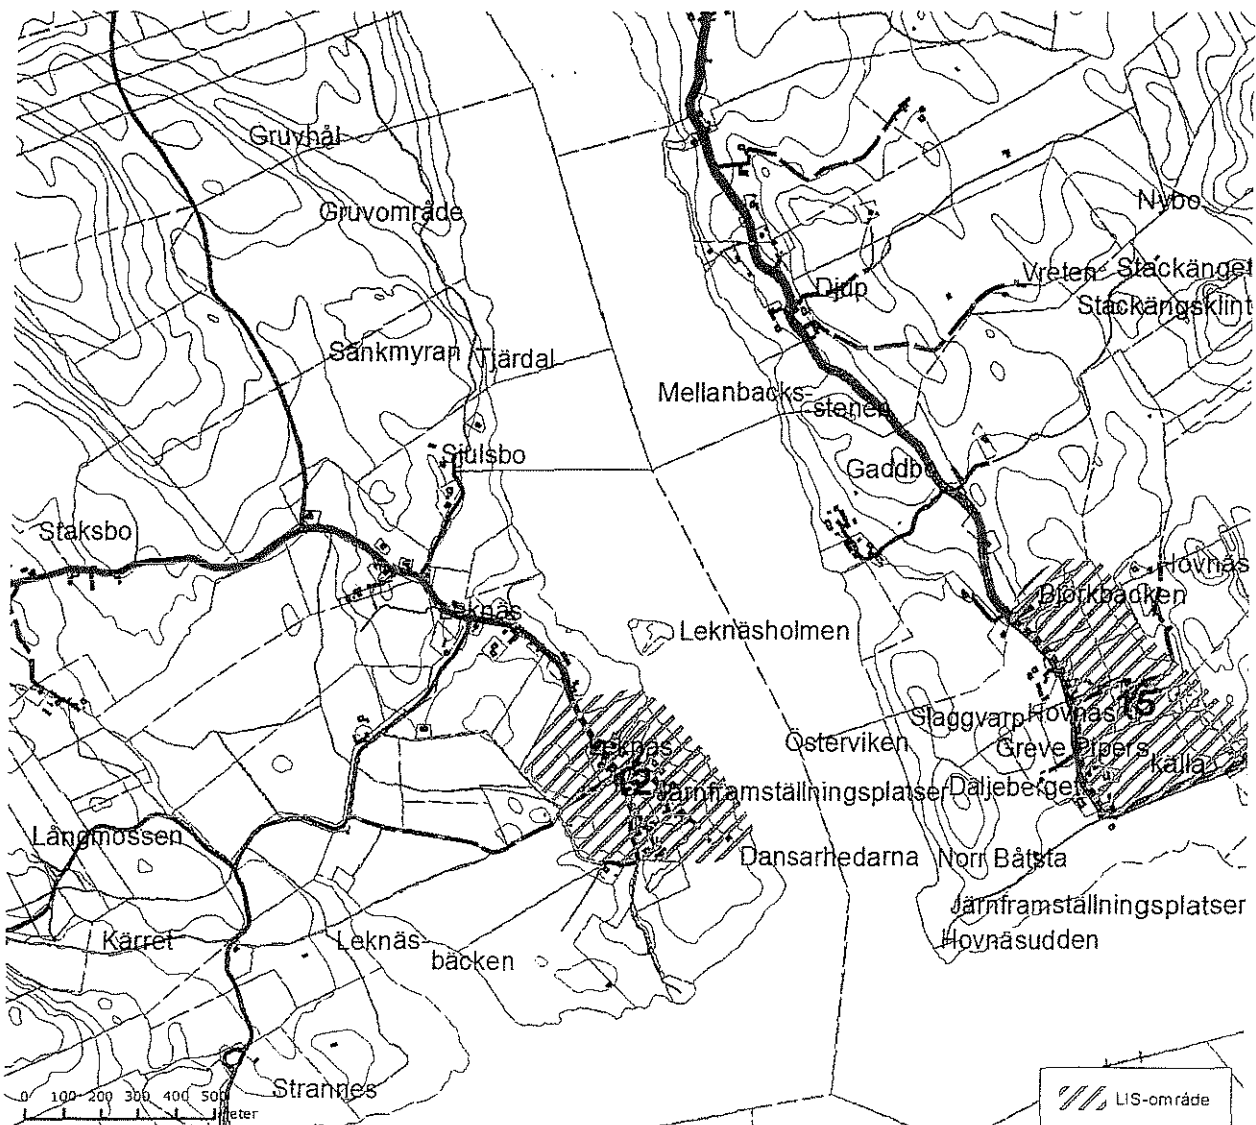 Gruvhål
Gruvområde
Nybo
Vreten
Stackänget
Stackängsklint
Djup
Sänkmyran
Tjärdal
Mellanbacks-
stenen
Sjulsbo
Gaddbo
Staksbo
Hovnäs
Björkbacken
Leknäs
Leknäsholmen
15
Slaggvarp
Hovnäs
Österviken
Greve Pipers
källa
Leknäs
12
Järnframställningsplatser
Daljeberget
Långmossen
Dansarhedarna
Norr Båtsta
Järnframställningsplatser
Kärret
Leknäs-
bäcken
Hovnäsudden
Strannes
0 100 200 300 400 500
Meter
LIS-område